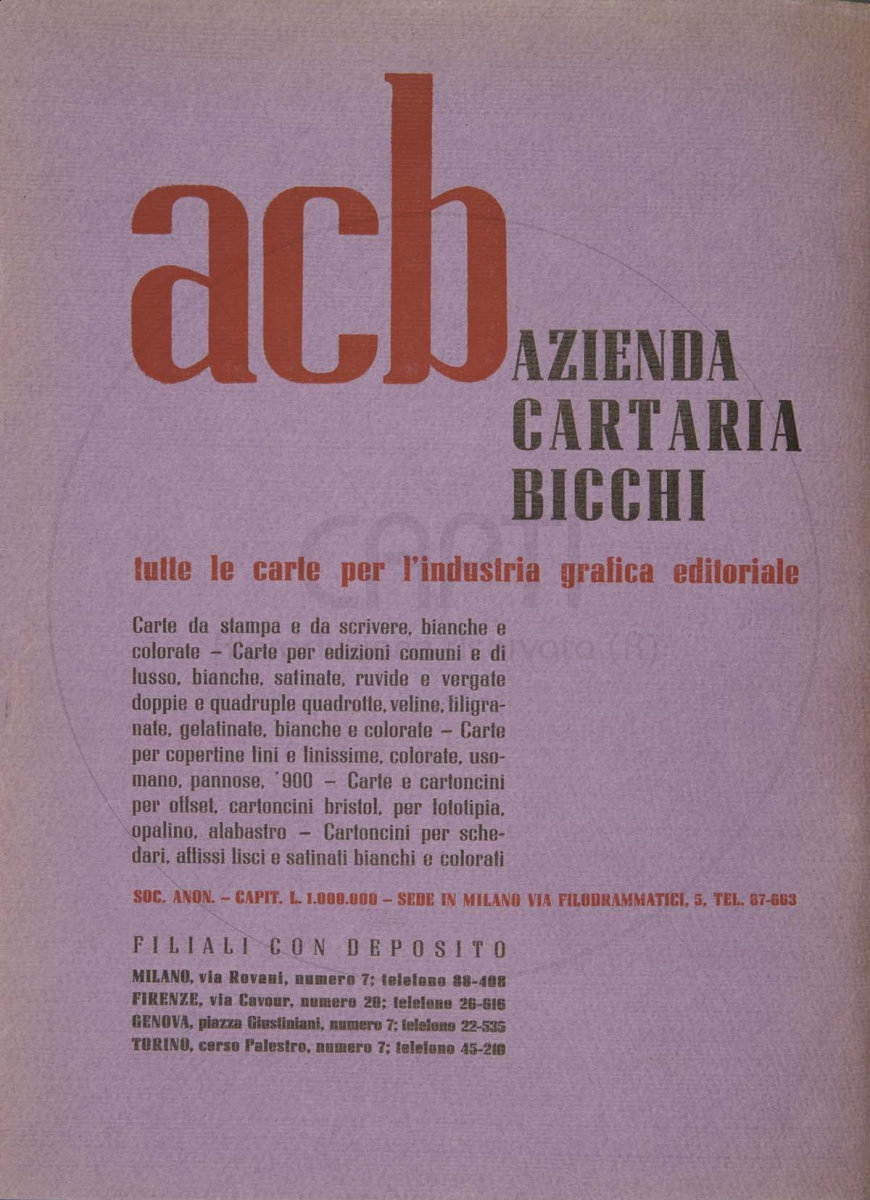 acb
AZIENDA
CARTARIA
BICCHI
tutte le carte per l'industria grafica editoriale
Carte da stampa e da scrivere, bianche e
colorate – Carte per edizioni comuni e di
lusso, bianche, satinate, ruvide e vergate
doppie e quadruple quadrotte, veline, filigra-
nate, gelatinate, bianche e colorate – Carte
per copertine fini e finissime, colorate, uso-
mano, pannose, '900 – Carte e cartoncini
per offset, cartoncini bristol, per fototipia,
opalino, alabastro – Cartoncini per sche-
dari, affissi lisci e satinati bianchi e colorati
SOC. ANON. – CAPIT. L. 1.000.000 – SEDE IN MILANO VIA FILODRAMMATICI, 5, TEL. 87-663
FILIALI CON DEPOSITO
MILANO, via Rovani, numero 7; telefono 88-408
FIRENZE, via Cavour, numero 20; telefono 26-616
GENOVA, piazza Giustiniani, numero 7; telefono 22-535
TORINO, corso Palestro, numero 7; telefono 45-210
CAPTI